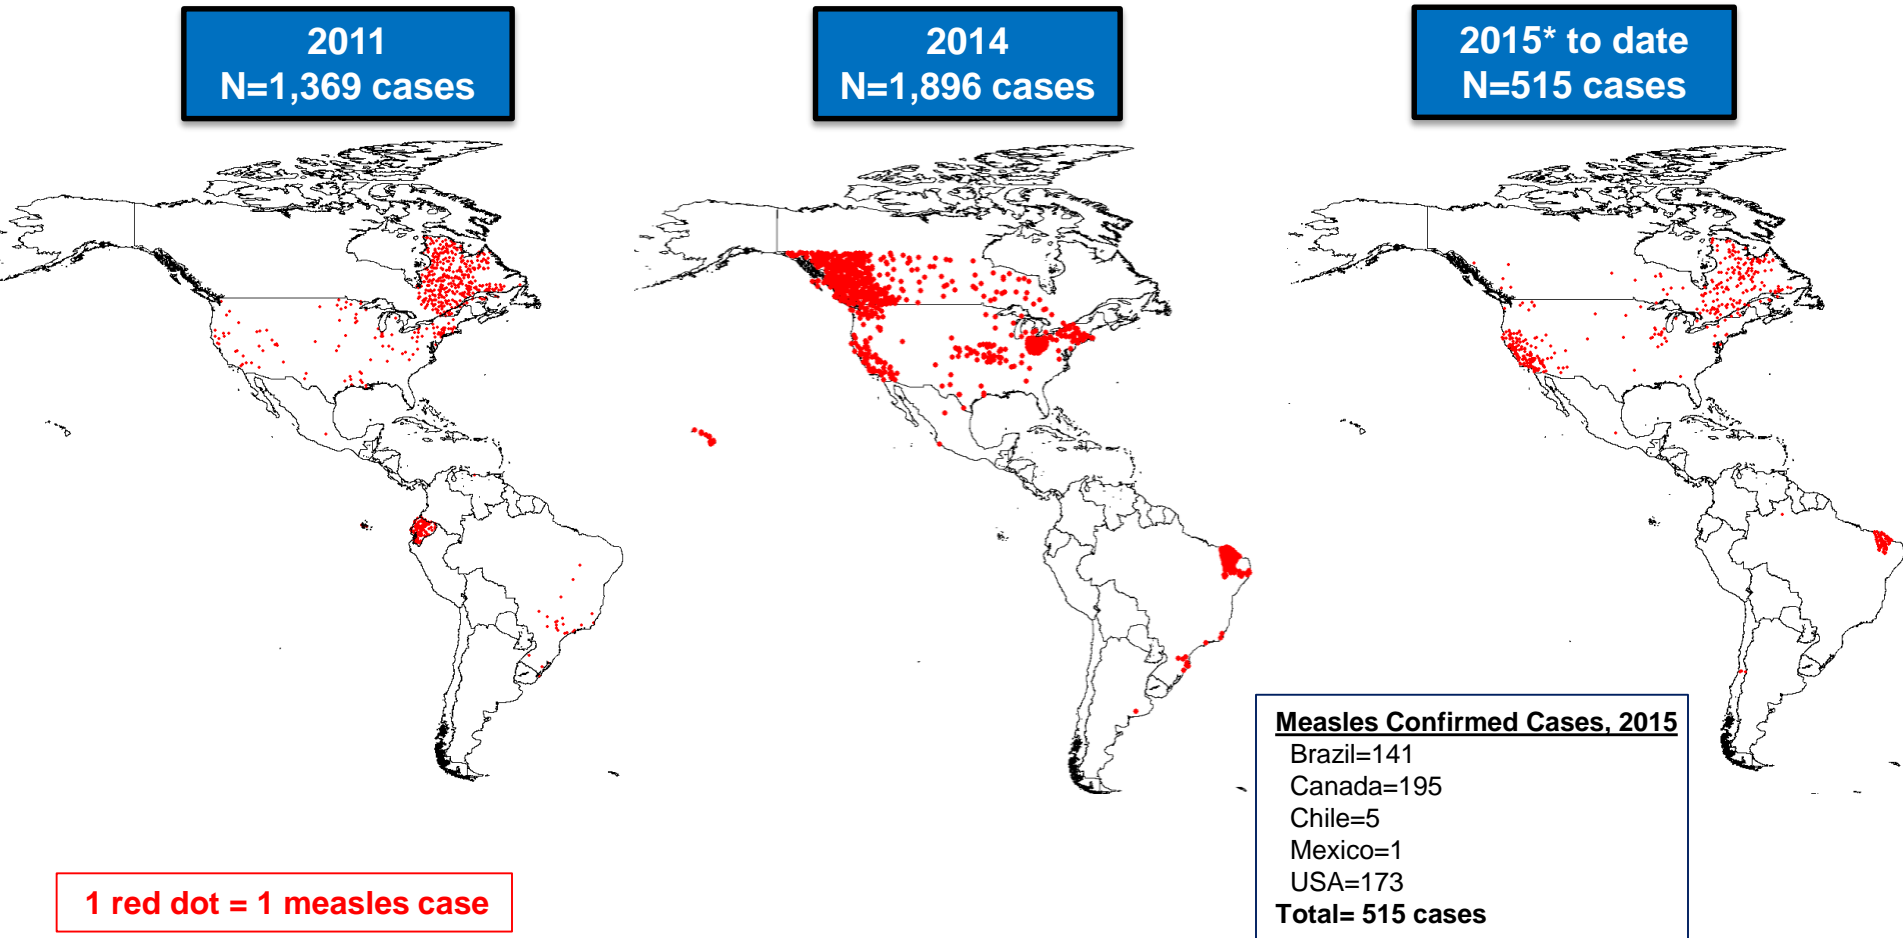 2011
N=1,369 cases
2014
N=1,896 cases
2015* to date
N=515 cases
Measles Confirmed Cases, 2015
Brazil=141
Canada=195
Chile=5
Mexico=1
USA=173
Total= 515 cases
1 red dot = 1 measles case